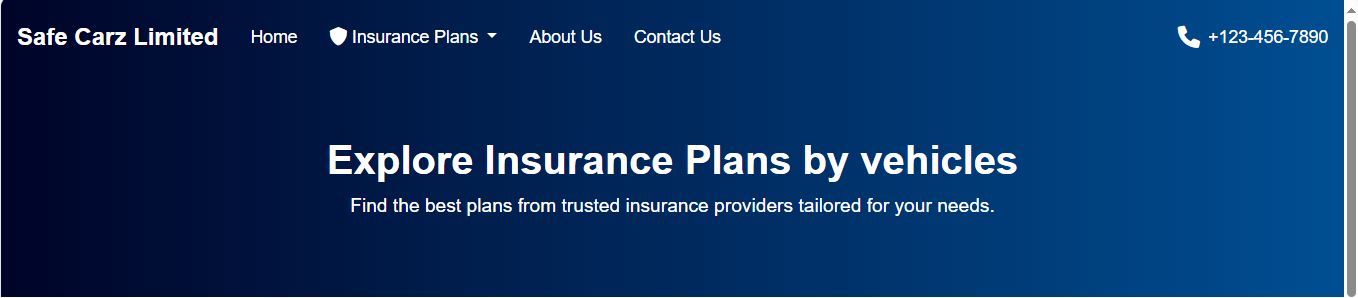 Safe Carz Limited Home Insurance Plans About Us Contact Us +123-456-7890
Explore Insurance Plans by vehicles
Find the best plans from trusted insurance providers tailored for your needs.